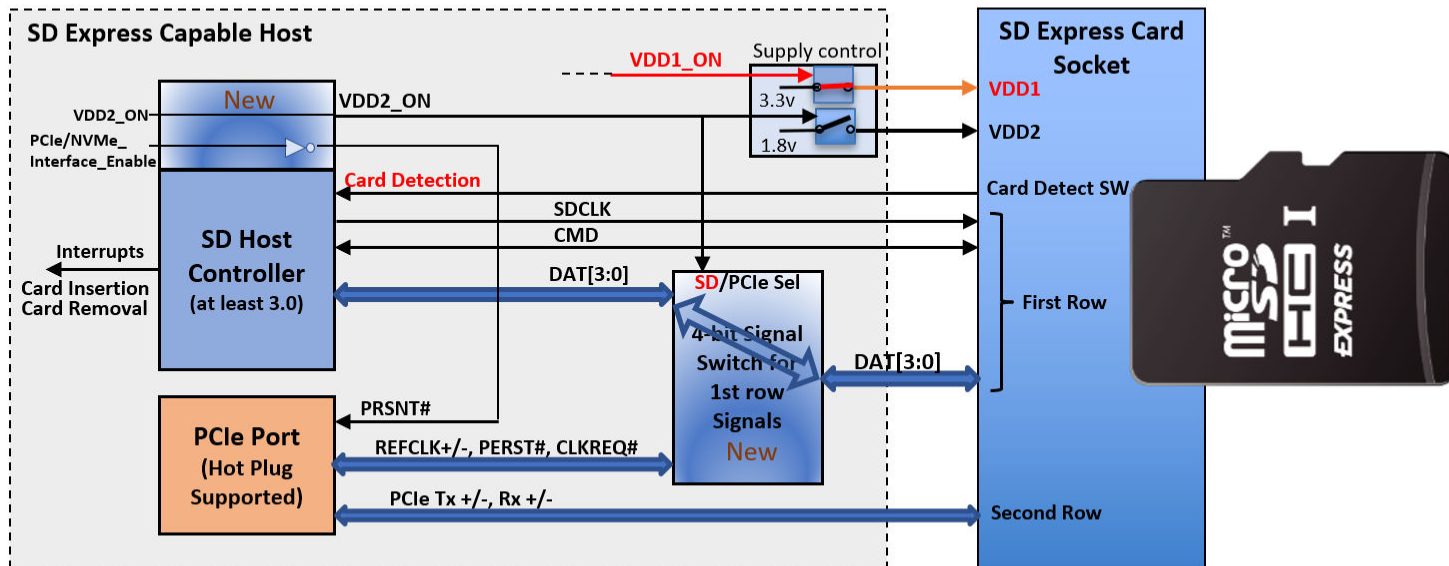 SD Express Capable Host
SD Express Card
Socket
Supply control
VDD1_ON
VDD1
3.3v
New
VDD2_ON
VDD2_ON
VDD2
1.8v
PCIe/NVMe_
Interface_Enable
Card Detection
Card Detect SW
SDCLK
CMD
SD Host
Controller
(at least 3.0)
Interrupts
Card Insertion
Card Removal
DAT[3:0]
SD/PCIe Sel
4-bit Signal
Switch for
1st row
Signals
New
DAT[3:0]
First Row
PRSNT#
PCIe Port
(Hot Plug
Supported)
REFCLK+/-, PERST#, CLKREQ#
PCIe Tx +/-, Rx +/-
Second Row
micro
SD
HC I
EXPRESS
TM